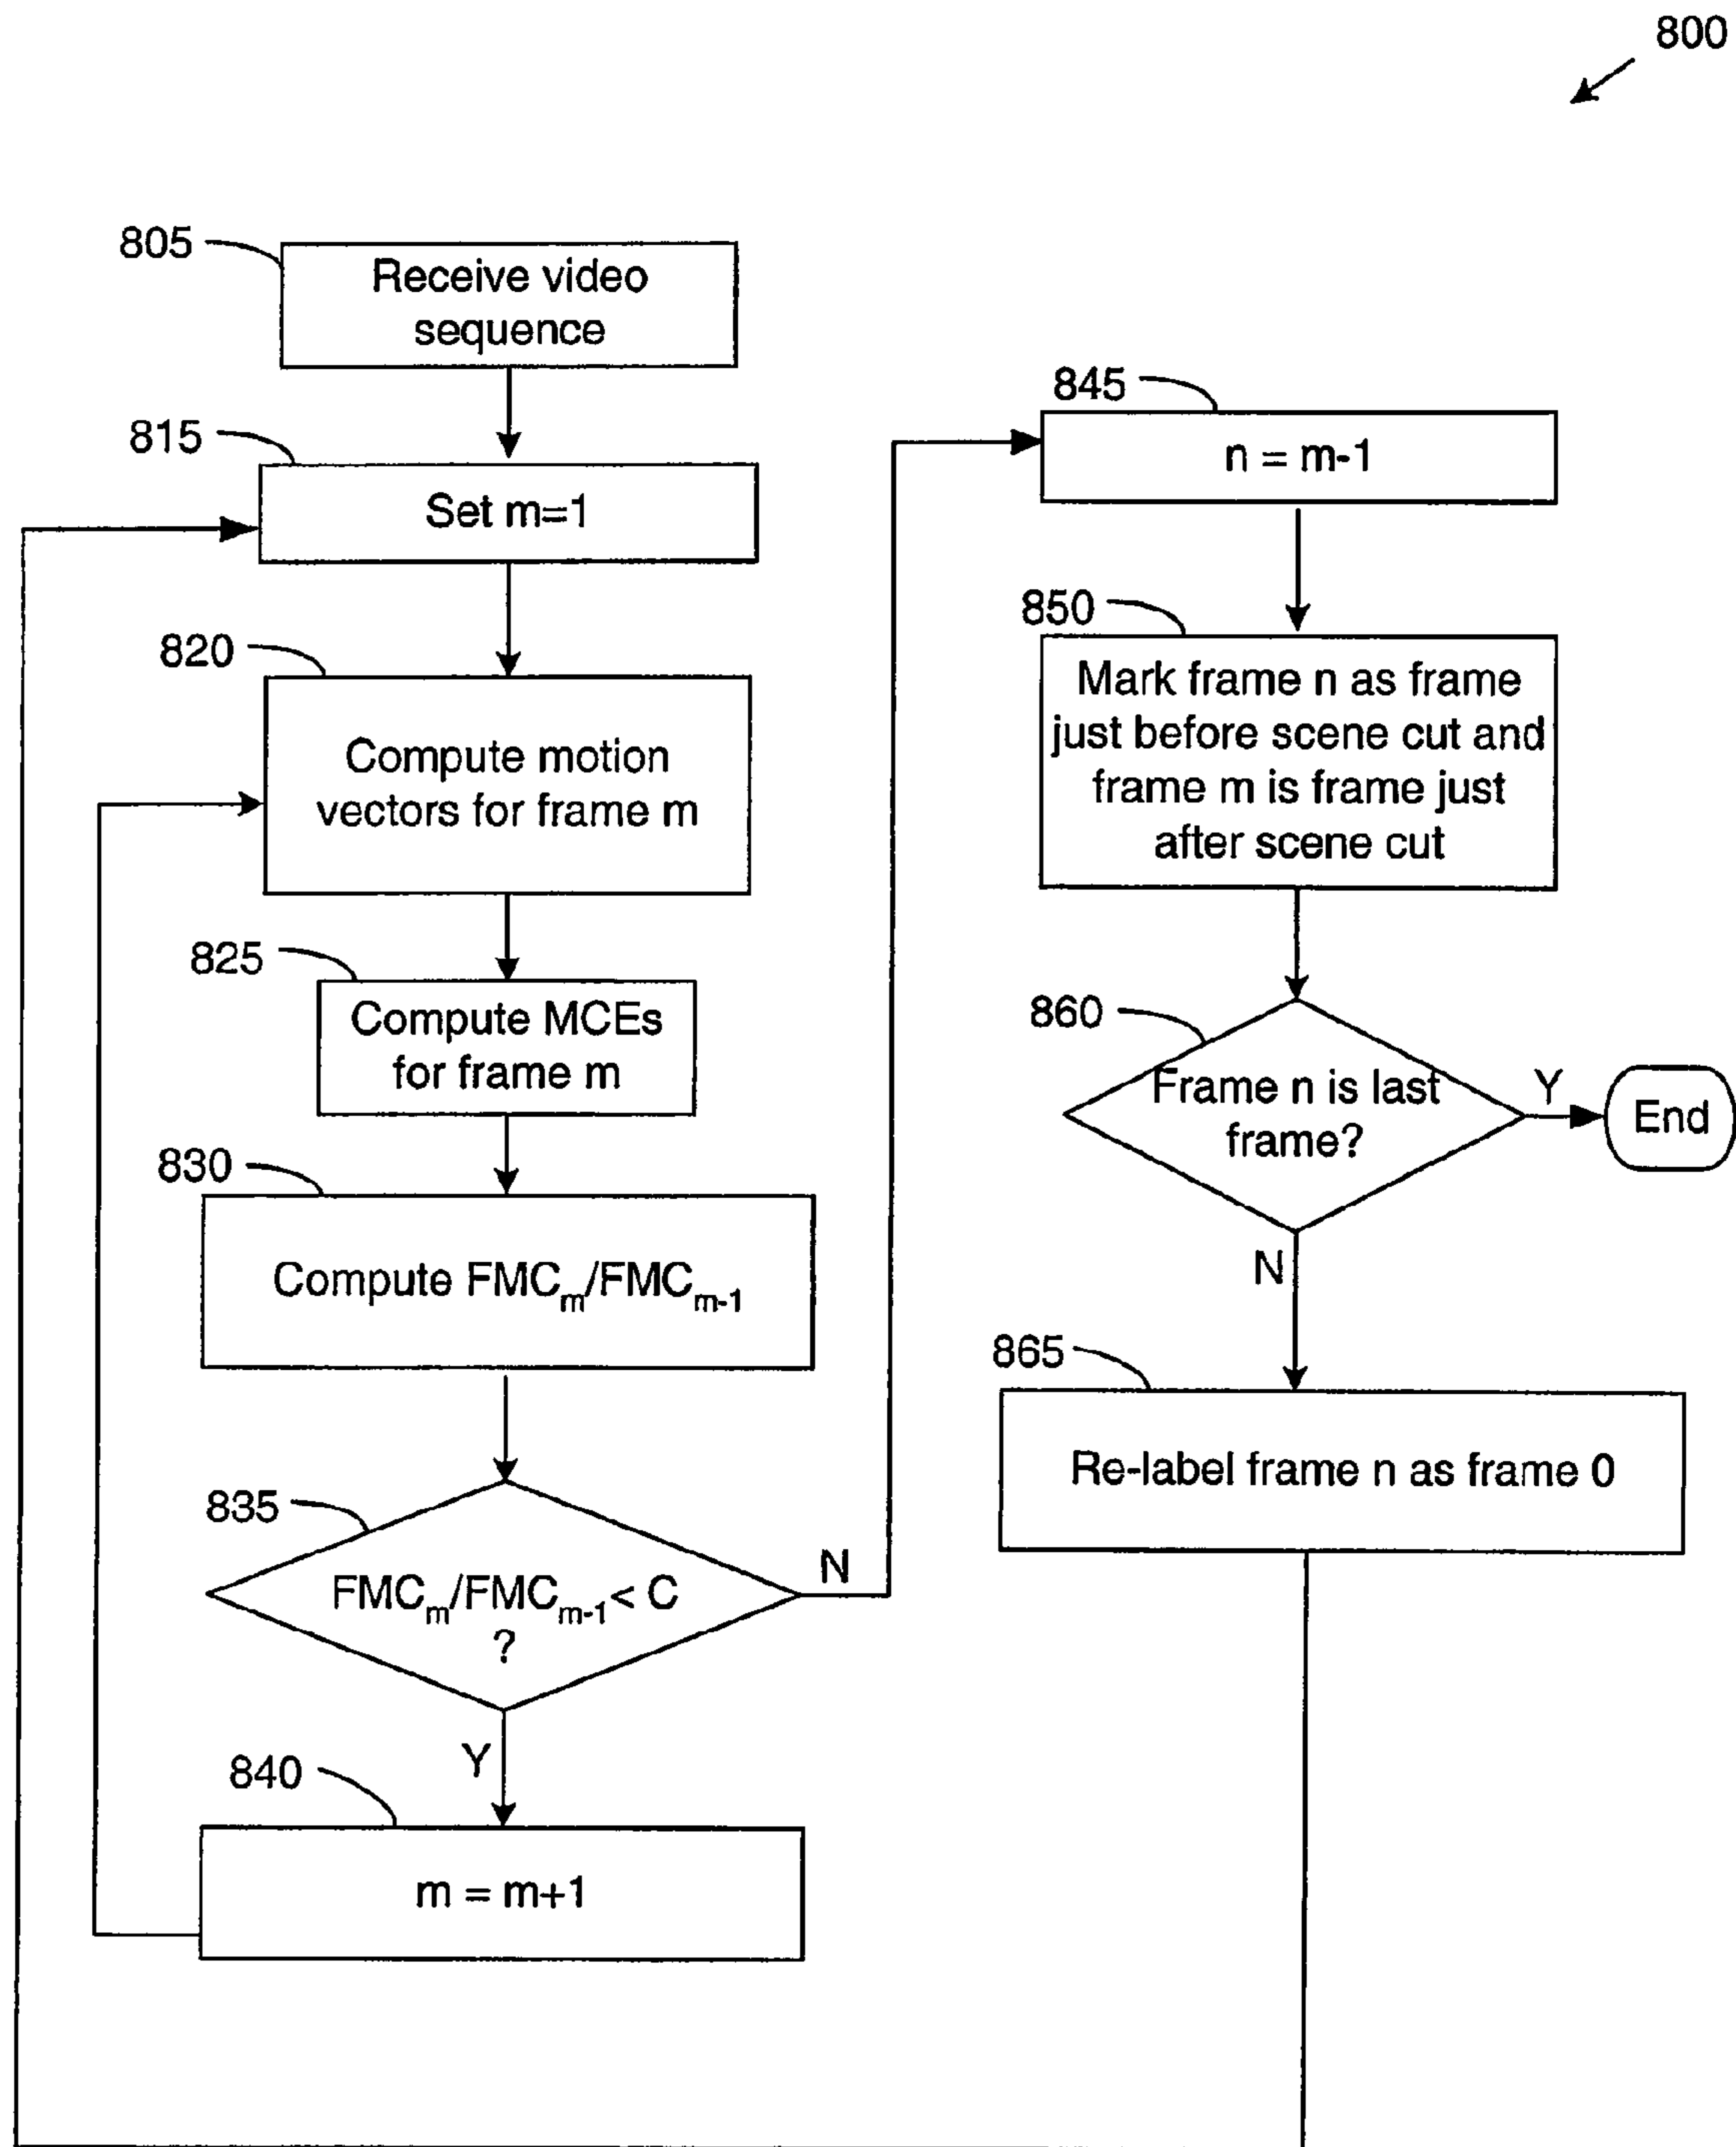 800
805
Receive video
sequence
815
Set m=1
820
Compute motion
vectors for frame m
825
Compute MCEs
for frame m
830
Compute FMCm/FMCm-1
835
FMCm/FMCm-1< C
?
N
Y
840
m = m+1
845
n = m-1
850
Mark frame n as frame
just before scene cut and
frame m is frame just
after scene cut
860
Frame n is last
frame?
Y
End
N
865
Re-label frame n as frame 0